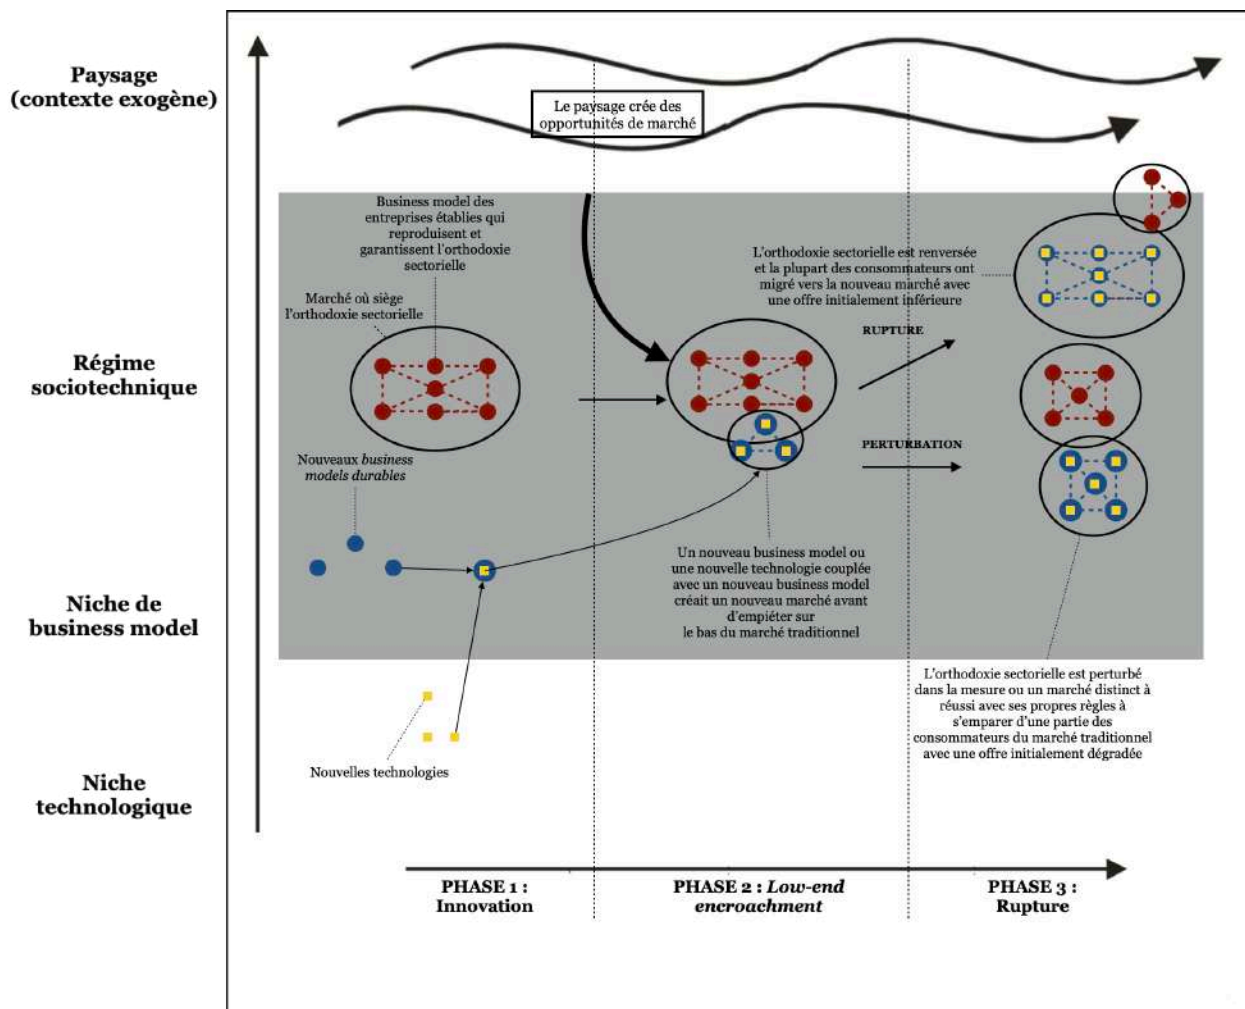 Paysage
(contexte exogène)
Le paysage crée des
opportunités de marché
Business model des
entreprises établies qui
reproduisent et
garantissent l'orthodoxie
sectorielle
L'orthodoxie sectorielle est renversée
et la plupart des consommateurs ont
migré vers la nouveau marché avec
une offre initialement inférieure
Marché où siège
l'orthodoxie sectorielle
RUPTURE
Régime
sociotechnique
PERTURBATION
Nouveaux business
models durables
Un nouveau business model ou
une nouvelle technologie couplée
avec un nouveau business model
créait un nouveau marché avant
d'empiéter sur
le bas du marché traditionnel
Niche de
business model
L'orthodoxie sectorielle est perturbé
dans la mesure ou un marché distinct à
réussi avec ses propres règles à
s'emparer d'une partie des
consommateurs du marché traditionnel
avec une offre initialement dégradée
Nouvelles technologies
Niche
technologique
PHASE 1 :
Innovation
PHASE 2 : Low-end
encroachment
PHASE 3 :
Rupture